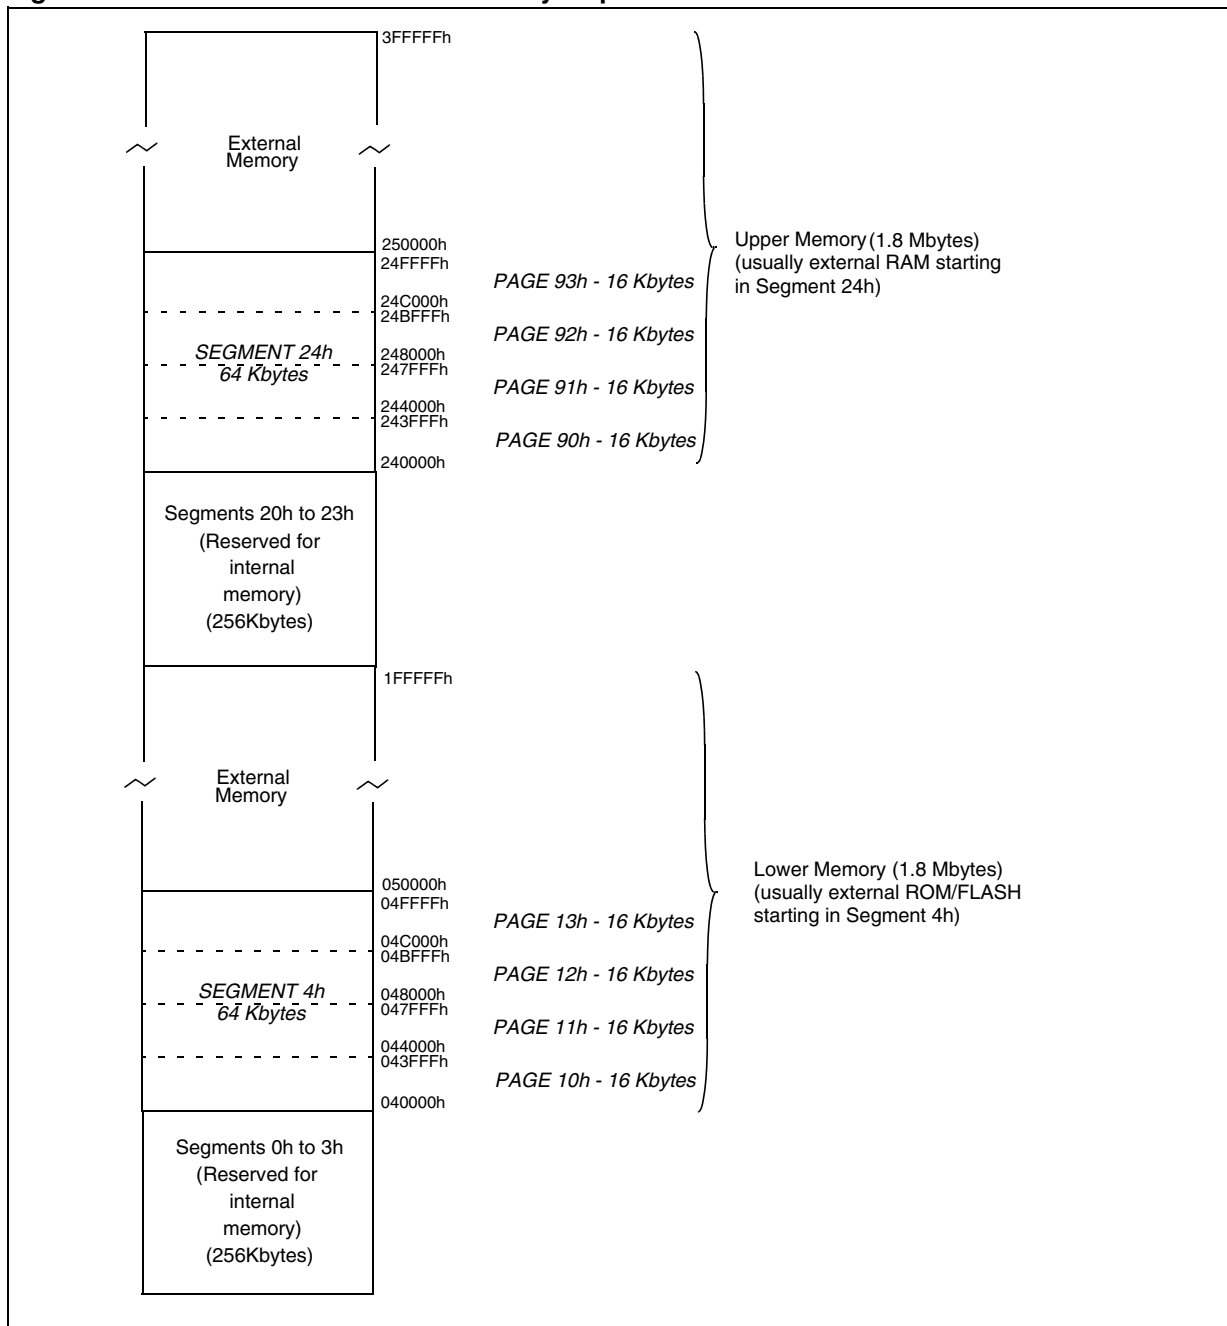 3FFFFFh
External
Memory
250000h
24FFFFh
PAGE 93h - 16 Kbytes
24C000h
24BFFFh
PAGE 92h - 16 Kbytes
SEGMENT 24h
64 Kbytes
248000h
247FFFh
PAGE 91h - 16 Kbytes
244000h
243FFFh
PAGE 90h - 16 Kbytes
240000h
Upper Memory (1.8 Mbytes)
(usually external RAM starting
in Segment 24h)
Segments 20h to 23h
(Reserved for
internal
memory)
(256Kbytes)
1FFFFFh
External
Memory
050000h
04FFFFh
PAGE 13h - 16 Kbytes
04C000h
04BFFFh
PAGE 12h - 16 Kbytes
SEGMENT 4h
64 Kbytes
048000h
047FFFh
PAGE 11h - 16 Kbytes
044000h
043FFFh
PAGE 10h - 16 Kbytes
040000h
Lower Memory (1.8 Mbytes)
(usually external ROM/FLASH
starting in Segment 4h)
Segments 0h to 3h
(Reserved for
internal
memory)
(256Kbytes)